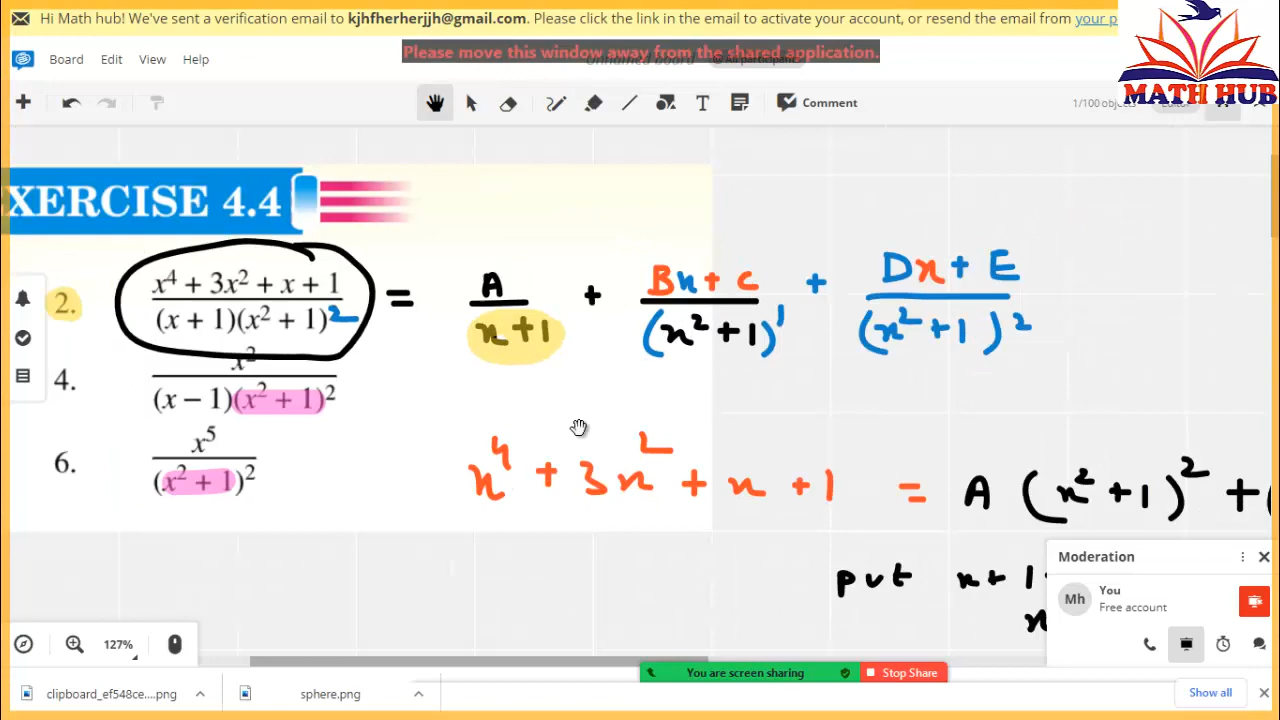 Hi Math hub! We've sent a verification email to kjhfherherjjh@gmail.com. Please click the link in the email to activate your account, or resend the email from your p
Please move this window away from the shared application.
Board Edit View Help
Unnamed board
Comment
1/100 objects
Editor
MATH HUB
XERCISE 4.4
2. x⁴ + 3x² + x + 1 / (x + 1)(x² + 1)² = A / x+1 + Bx + C / (x² + 1)¹ + Dx + E / (x² + 1)²
4. x² / (x − 1)(x² + 1)²
6. x⁵ / (x² + 1)²
x⁴ + 3x² + x + 1 = A (x² + 1)² + (
put x + 1
x
Moderation
Mh You
Free account
127%
You are screen sharing Stop Share
clipboard_ef548ce....png sphere.png Show all